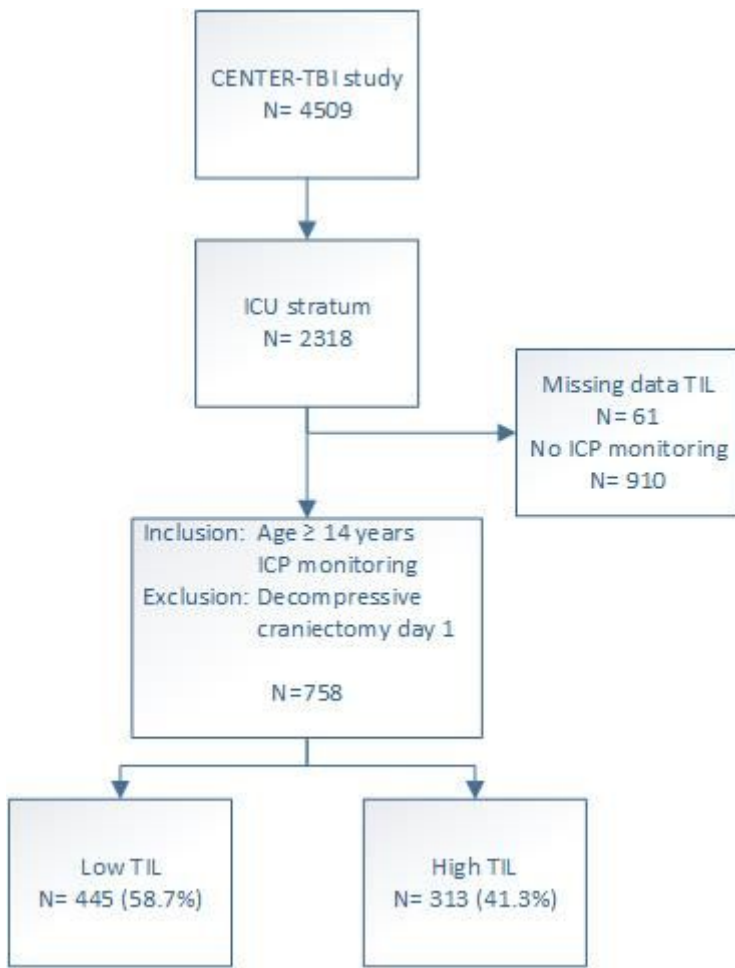 CENTER-TBI study
N= 4509
ICU stratum
N= 2318
Missing data TIL
N= 61
No ICP monitoring
N= 910
Inclusion: Age ≥ 14 years
ICP monitoring
Exclusion: Decompressive
craniectomy day 1
N=758
Low TIL
N= 445 (58.7%)
High TIL
N= 313 (41.3%)